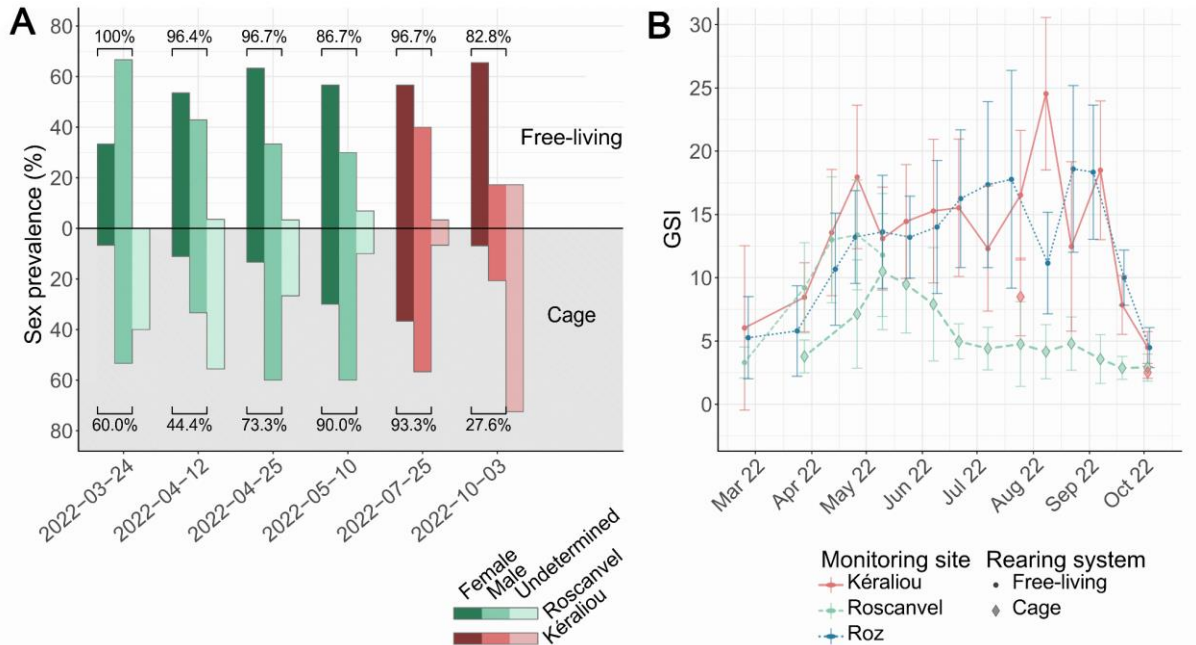 A
80
60
40
20
0
20
40
60
80
Sex prevalence (%)
100% 96.4% 96.7% 86.7% 96.7% 82.8%
Free-living
Cage
60.0% 44.4% 73.3% 90.0% 93.3% 27.6%
2022-03-24
2022-04-12
2022-04-25
2022-05-10
2022-07-25
2022-10-03
Female
Male
Undetermined
Roscanvel
Kéraliou
B
30
25
20
15
10
5
0
GSI
Mar 22
Apr 22
May 22
Jun 22
Jul 22
Aug 22
Sep 22
Oct 22
Monitoring site
Kéraliou
Roscanvel
Roz
Rearing system
Free-living
Cage